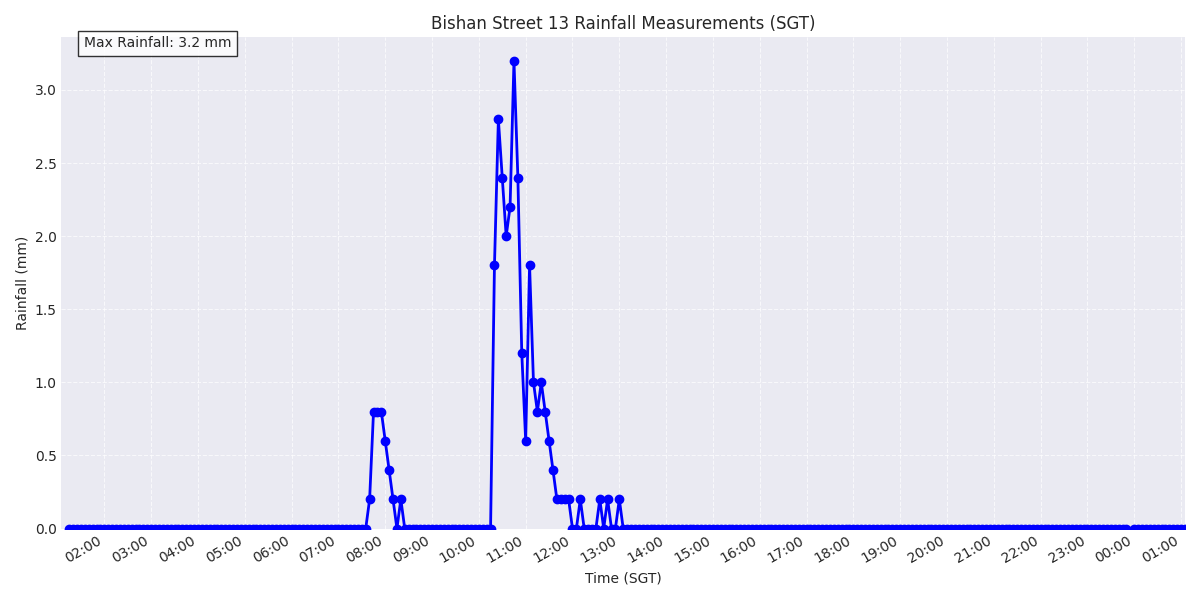 Bishan Street 13 Rainfall Measurements (SGT)
Max Rainfall: 3.2 mm
3.0
2.5
2.0
1.5
1.0
0.5
0.0
Rainfall (mm)
02:00 03:00 04:00 05:00 06:00 07:00 08:00 09:00 10:00 11:00 12:00 13:00 14:00 15:00 16:00 17:00 18:00 19:00 20:00 21:00 22:00 23:00 00:00 01:00
Time (SGT)